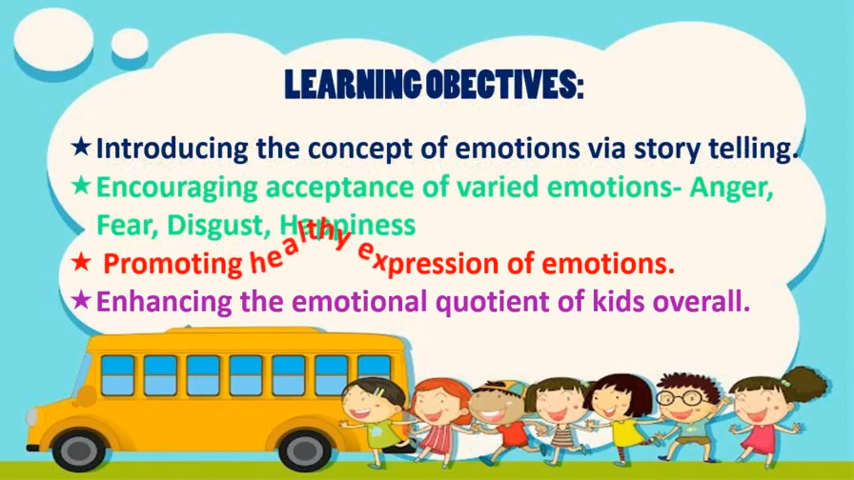 LEARNING OBECTIVES:
★Introducing the concept of emotions via story telling.
★Encouraging acceptance of varied emotions- Anger,
Fear, Disgust, Happiness
★ Promoting healthy expression of emotions.
★Enhancing the emotional quotient of kids overall.